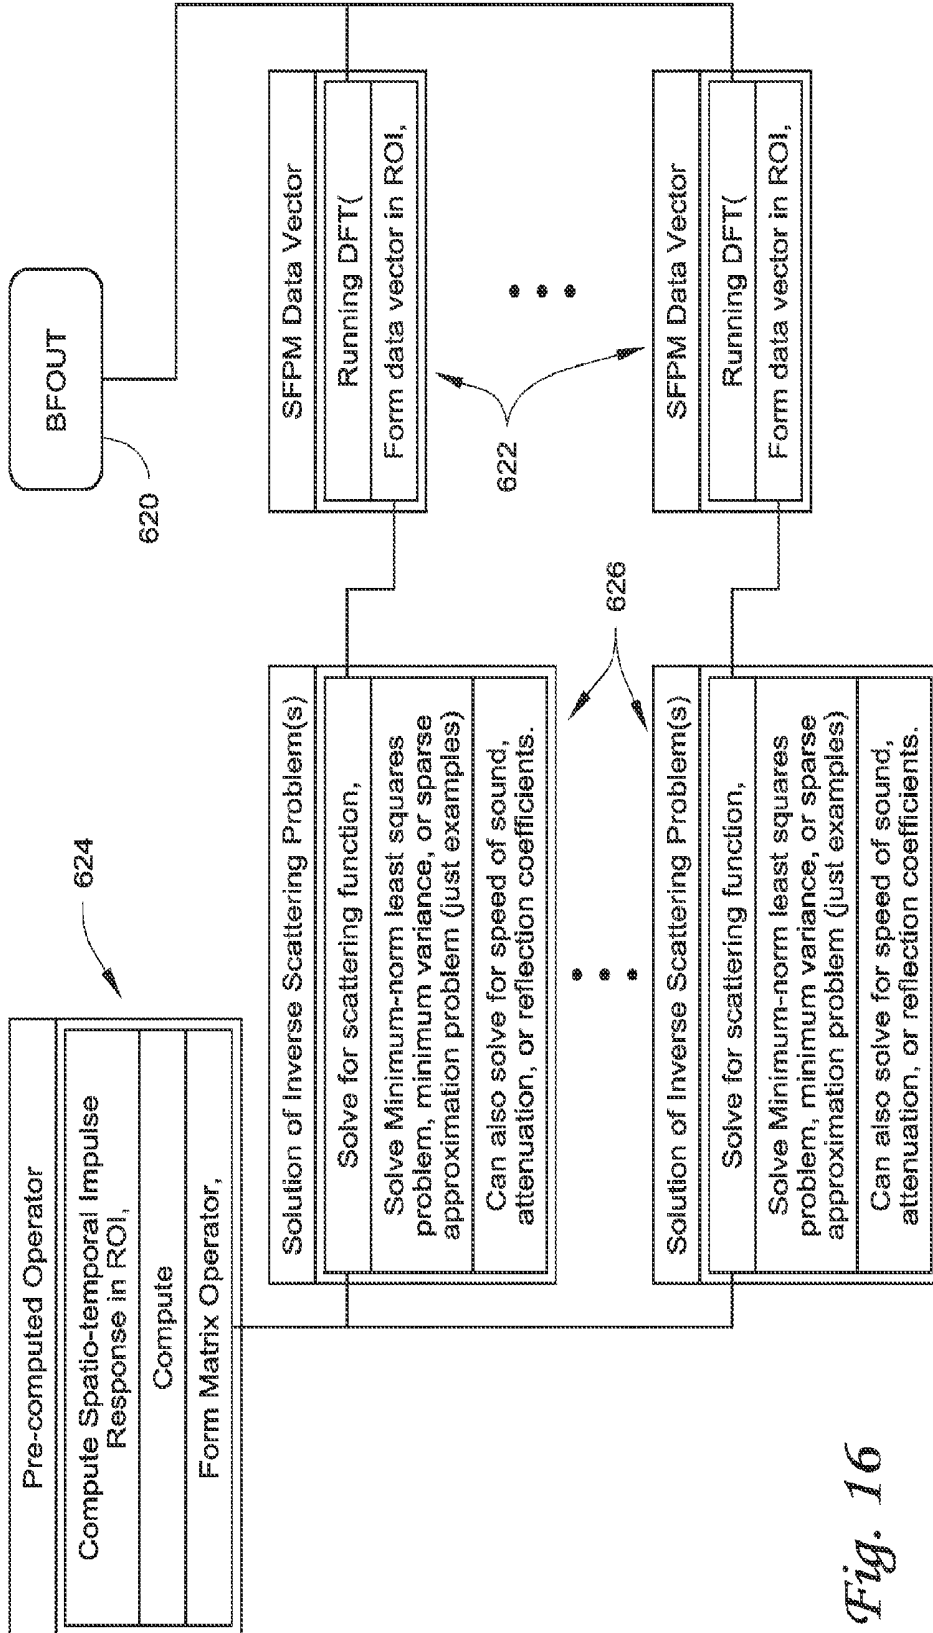 Pre-computed Operator
Compute Spatio-temporal Impulse
Response in ROI,
Compute
Form Matrix Operator,
624
BFOUT
620
Solution of Inverse Scattering Problem(s)
Solve for scattering function,
Solve Minimum-norm least squares
problem, minimum variance, or sparse
approximation problem (just examples)
Can also solve for speed of sound,
attenuation, or reflection coefficients.
SFPM Data Vector
Running DFT(
Form data vector in ROI,
622
626
Solution of Inverse Scattering Problem(s)
Solve for scattering function,
Solve Minimum-norm least squares
problem, minimum variance, or sparse
approximation problem (just examples)
Can also solve for speed of sound,
attenuation, or reflection coefficients.
SFPM Data Vector
Running DFT(
Form data vector in ROI,
Fig. 16